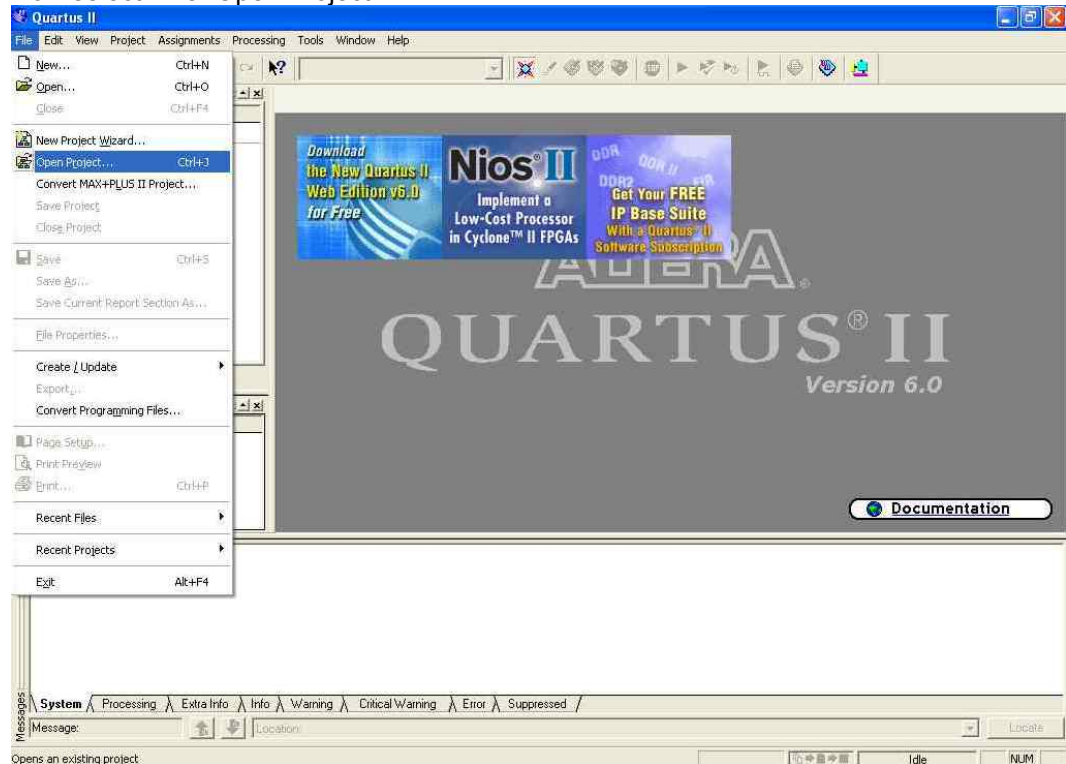 Quartus II
File Edit View Project Assignments Processing Tools Window Help
New... Ctrl+N
Open... Ctrl+O
Close Ctrl+F4
New Project Wizard...
Open Project... Ctrl+J
Convert MAX+PLUS II Project...
Save Project
Close Project
Save Ctrl+S
Save As...
Save Current Report Section As...
File Properties...
Create / Update
Export...
Convert Programming Files...
Page Setup...
Print Preview
Print... Ctrl+P
Recent Files
Recent Projects
Exit Alt+F4
Download
the New Quartus II
Web Edition v6.0
for Free
Nios® II
Implement a
Low-Cost Processor
in Cyclone™ II FPGAs
DDR DDR II
DDR2 FIR
Get Your FREE
IP Base Suite
With a Quartus® II
Software Subscription
ALTERA®
QUARTUS® II
Version 6.0
Documentation
Messages
System Processing Extra Info Info Warning Critical Warning Error Suppressed
Message: Location: Locate
Opens an existing project Idle NUM